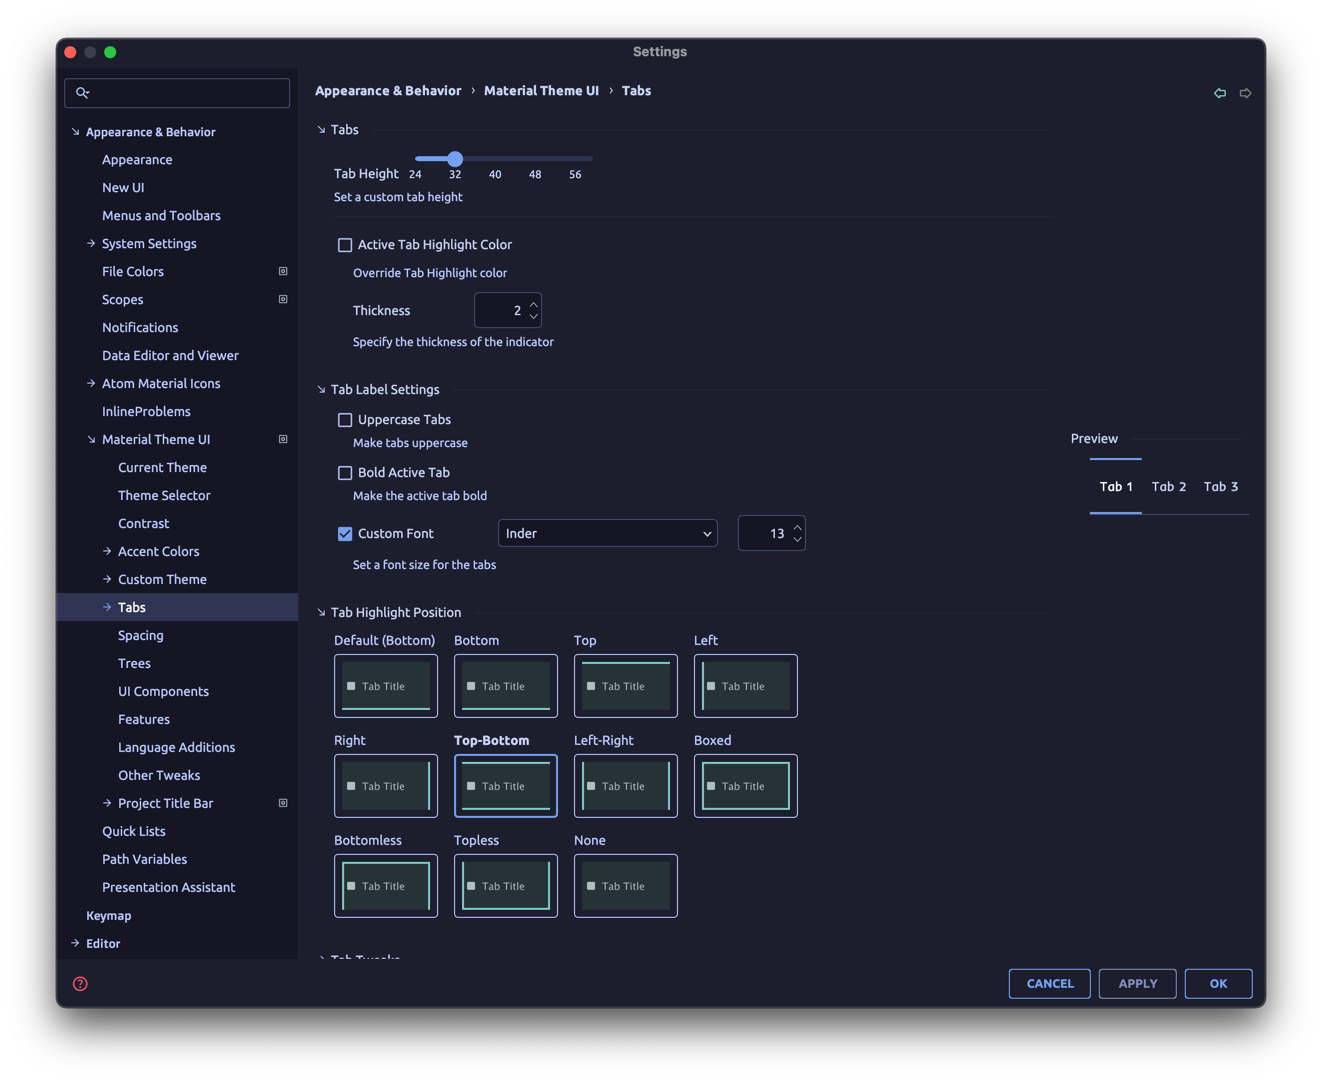 Settings
Appearance & Behavior
Appearance
New UI
Menus and Toolbars
System Settings
File Colors
Scopes
Notifications
Data Editor and Viewer
Atom Material Icons
InlineProblems
Material Theme UI
Current Theme
Theme Selector
Contrast
Accent Colors
Custom Theme
Tabs
Spacing
Trees
UI Components
Features
Language Additions
Other Tweaks
Project Title Bar
Quick Lists
Path Variables
Presentation Assistant
Keymap
Editor
Appearance & Behavior › Material Theme UI › Tabs
Tabs
Tab Height 24 32 40 48 56
Set a custom tab height
Active Tab Highlight Color
Override Tab Highlight color
Thickness 2
Specify the thickness of the indicator
Tab Label Settings
Uppercase Tabs
Make tabs uppercase
Bold Active Tab
Make the active tab bold
Custom Font Inder 13
Set a font size for the tabs
Preview
Tab 1 Tab 2 Tab 3
Tab Highlight Position
Default (Bottom) Bottom Top Left
Tab Title Tab Title Tab Title Tab Title
Right Top-Bottom Left-Right Boxed
Tab Title Tab Title Tab Title Tab Title
Bottomless Topless None
Tab Title Tab Title Tab Title
Tab Tweaks
CANCEL APPLY OK